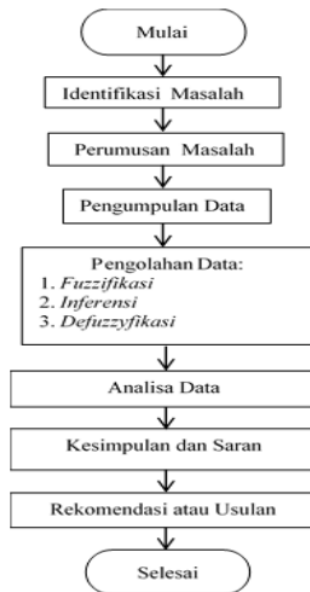 Mulai
Identifikasi Masalah
Perumusan Masalah
Pengumpulan Data
Pengolahan Data:
1. Fuzzifikasi
2. Inferensi
3. Defuzzyfikasi
Analisa Data
Kesimpulan dan Saran
Rekomendasi atau Usulan
Selesai